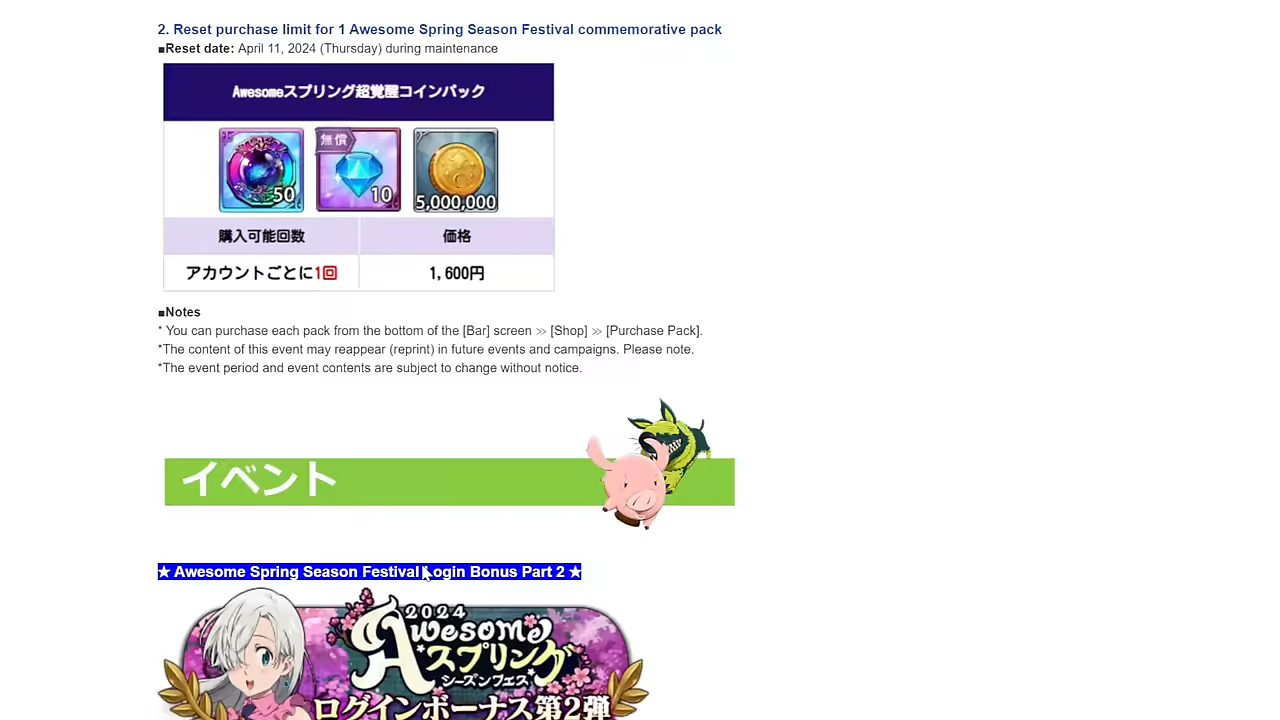 2. Reset purchase limit for 1 Awesome Spring Season Festival commemorative pack
■Reset date: April 11, 2024 (Thursday) during maintenance
Awesomeスプリング超覚醒コインパック
50
無償
10
5,000,000
購入可能回数 価格
アカウントごとに1回 1,600円
■Notes
* You can purchase each pack from the bottom of the [Bar] screen >> [Shop] >> [Purchase Pack].
*The content of this event may reappear (reprint) in future events and campaigns. Please note.
*The event period and event contents are subject to change without notice.
イベント
★ Awesome Spring Season Festival Login Bonus Part 2 ★
2024
Awesome
スプリング
シーズンフェス
ログインボーナス第2弾